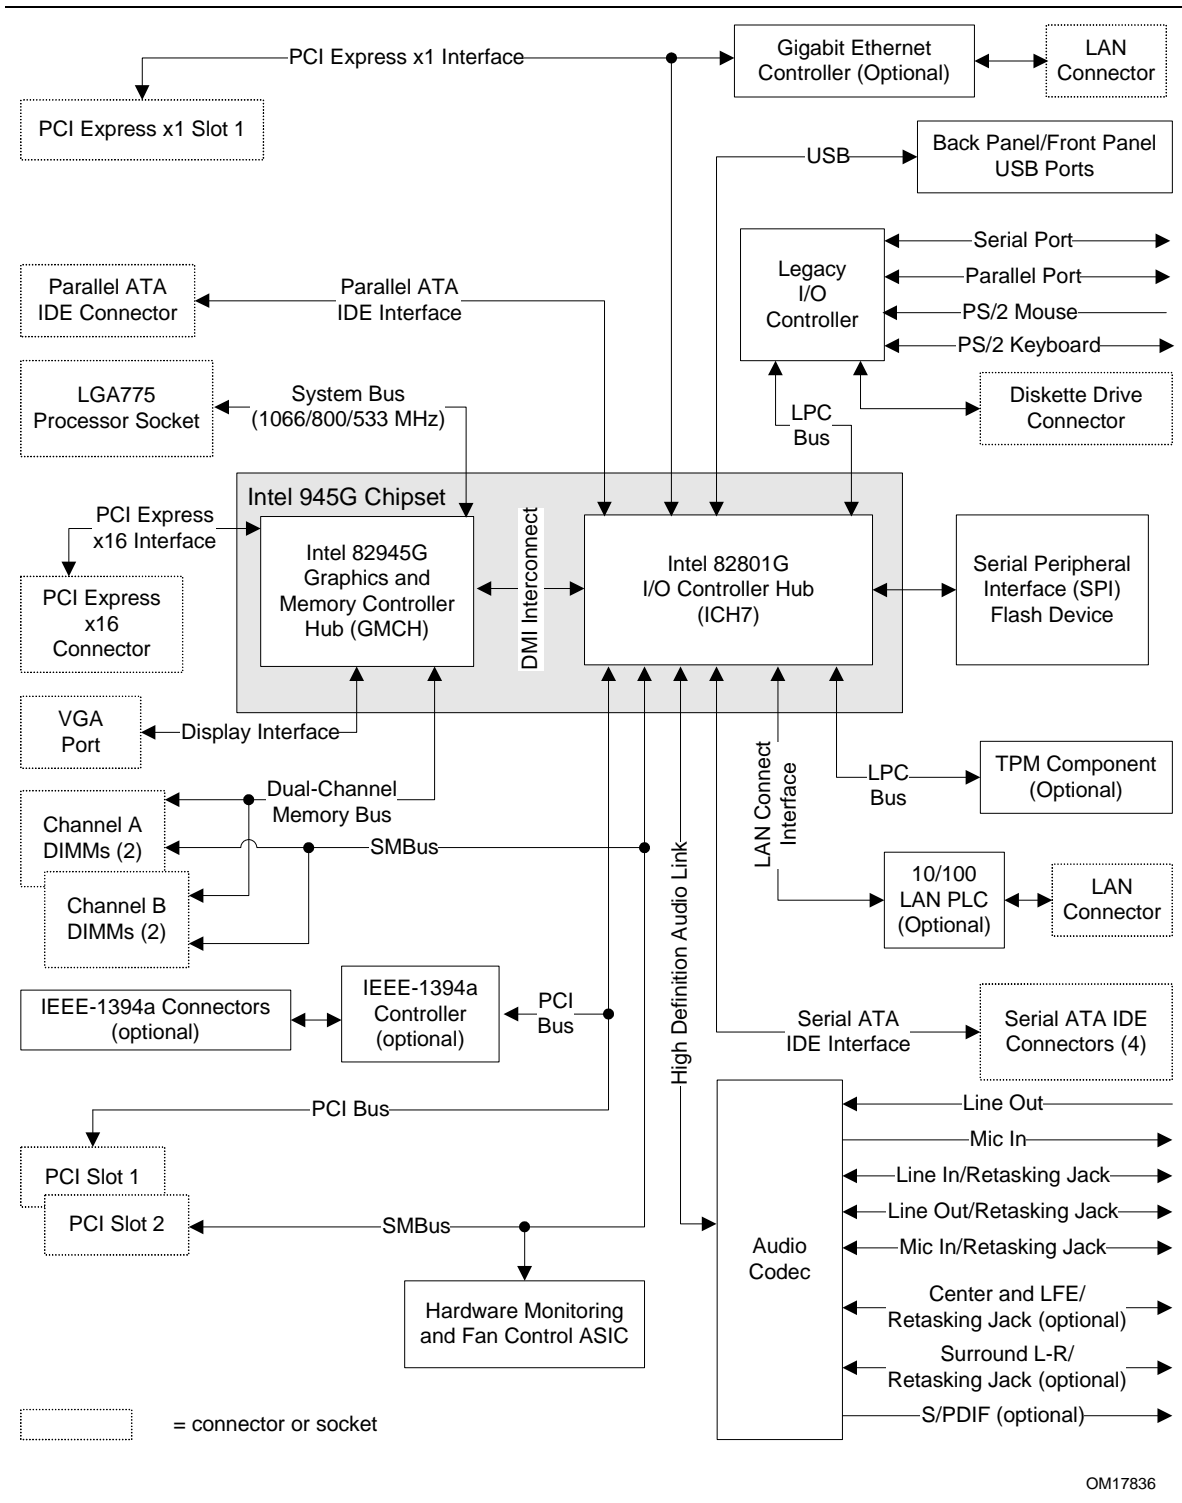 PCI Express x1 Interface
Gigabit Ethernet
Controller (Optional)
LAN
Connector
PCI Express x1 Slot 1
USB
Back Panel/Front Panel
USB Ports
Legacy
I/O
Controller
Serial Port
Parallel Port
PS/2 Mouse
PS/2 Keyboard
Parallel ATA
IDE Connector
Parallel ATA
IDE Interface
LGA775
Processor Socket
System Bus
(1066/800/533 MHz)
LPC
Bus
Diskette Drive
Connector
Intel 945G Chipset
PCI Express
x16 Interface
Intel 82945G
Graphics and
Memory Controller
Hub (GMCH)
DMI Interconnect
Intel 82801G
I/O Controller Hub
(ICH7)
Serial Peripheral
Interface (SPI)
Flash Device
PCI Express
x16
Connector
VGA
Port
Display Interface
LAN Connect
Interface
LPC
Bus
TPM Component
(Optional)
Dual-Channel
Memory Bus
Channel A
DIMMs (2)
SMBus
Channel B
DIMMs (2)
High Definition Audio Link
10/100
LAN PLC
(Optional)
LAN
Connector
IEEE-1394a Connectors
(optional)
IEEE-1394a
Controller
(optional)
PCI
Bus
Serial ATA
IDE Interface
Serial ATA IDE
Connectors (4)
PCI Bus
PCI Slot 1
PCI Slot 2
SMBus
Hardware Monitoring
and Fan Control ASIC
Audio
Codec
Line Out
Mic In
Line In/Retasking Jack
Line Out/Retasking Jack
Mic In/Retasking Jack
Center and LFE/
Retasking Jack (optional)
Surround L-R/
Retasking Jack (optional)
S/PDIF (optional)
= connector or socket
OM17836